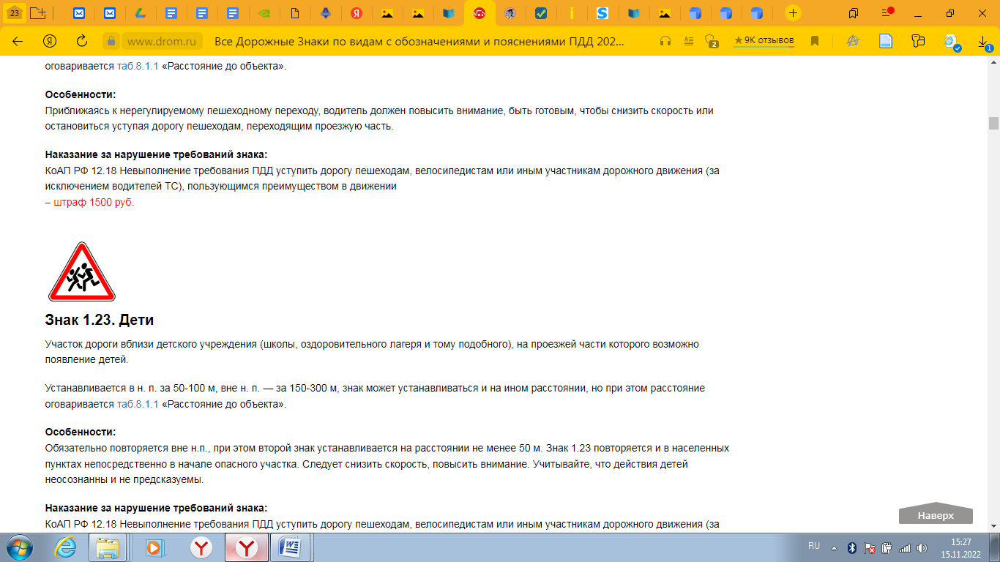 23
www.drom.ru Все Дорожные Знаки по видам с обозначениями и пояснениями ПДД 202... 2 ★ 9K отзывов 1
оговаривается таб.8.1.1 «Расстояние до объекта».
Особенности:
Приближаясь к нерегулируемому пешеходному переходу, водитель должен повысить внимание, быть готовым, чтобы снизить скорость или
остановиться уступая дорогу пешеходам, переходящим проезжую часть.
Наказание за нарушение требований знака:
КоАП РФ 12.18 Невыполнение требования ПДД уступить дорогу пешеходам, велосипедистам или иным участникам дорожного движения (за
исключением водителей ТС), пользующимся преимуществом в движении
– штраф 1500 руб.
Знак 1.23. Дети
Участок дороги вблизи детского учреждения (школы, оздоровительного лагеря и тому подобного), на проезжей части которого возможно
появление детей.
Устанавливается в н. п. за 50-100 м, вне н. п. — за 150-300 м, знак может устанавливаться и на ином расстоянии, но при этом расстояние
оговаривается таб.8.1.1 «Расстояние до объекта».
Особенности:
Обязательно повторяется вне н.п., при этом второй знак устанавливается на расстоянии не менее 50 м. Знак 1.23 повторяется и в населенных
пунктах непосредственно в начале опасного участка. Следует снизить скорость, повысить внимание. Учитывайте, что действия детей
неосознанны и не предсказуемы.
Наказание за нарушение требований знака:
КоАП РФ 12.18 Невыполнение требования ПДД уступить дорогу пешеходам, велосипедистам или иным участникам дорожного движения (за
Наверх
RU 15:27
15.11.2022